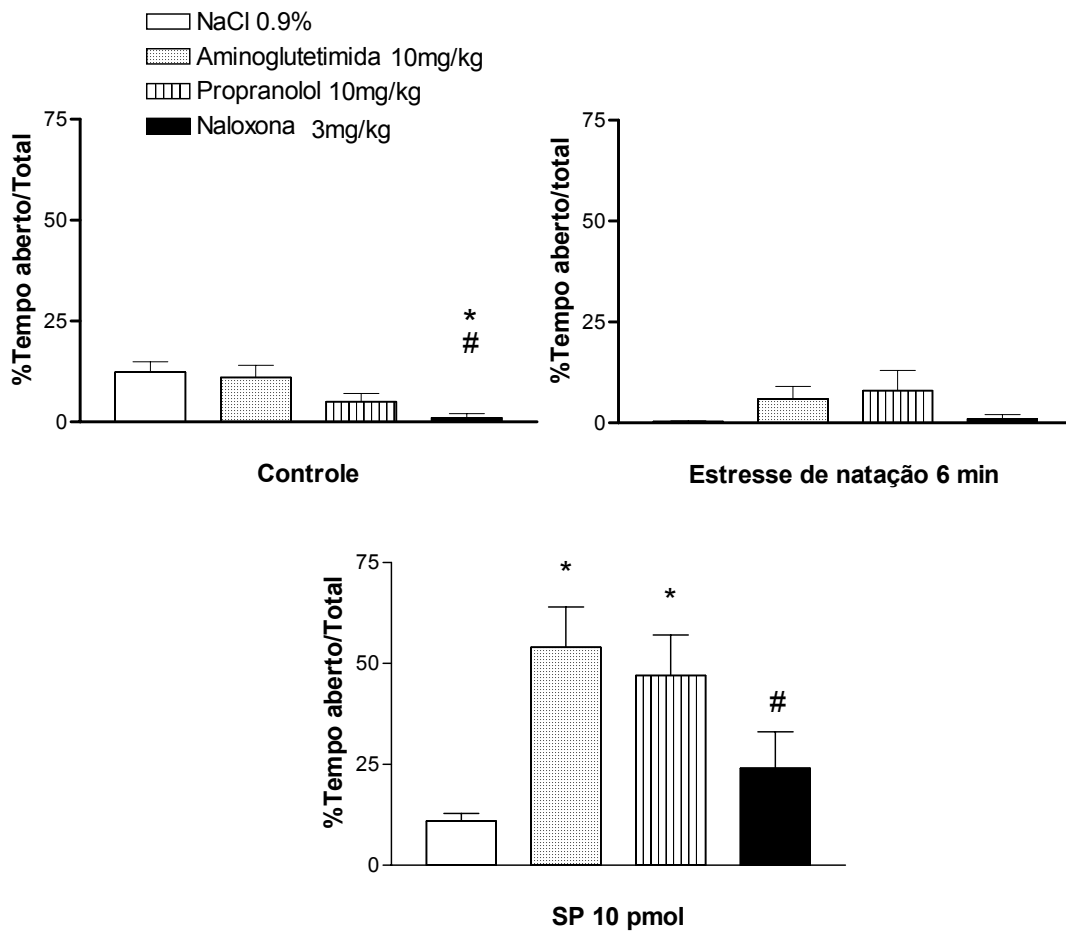 NaCl 0.9%
Aminoglutetimida 10mg/kg
Propranolol 10mg/kg
Naloxona 3mg/kg
%Tempo aberto/Total
75
50
25
0
*
#
Controle
%Tempo aberto/total
75
50
25
0
Estresse de natação 6 min
%Tempo aberto/Total
75
50
25
0
*
*
#
SP 10 pmol